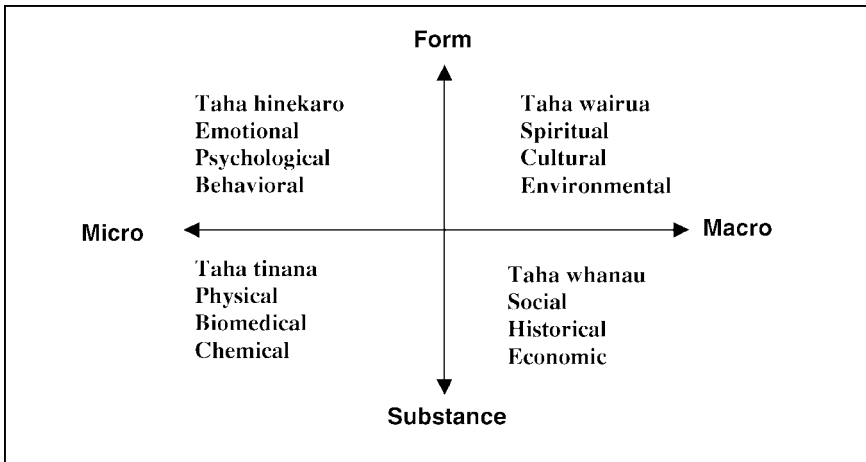 Form
Taha hinekaro
Emotional
Psychological
Behavioral
Taha wairua
Spiritual
Cultural
Environmental
Micro
Macro
Taha tinana
Physical
Biomedical
Chemical
Taha whanau
Social
Historical
Economic
Substance